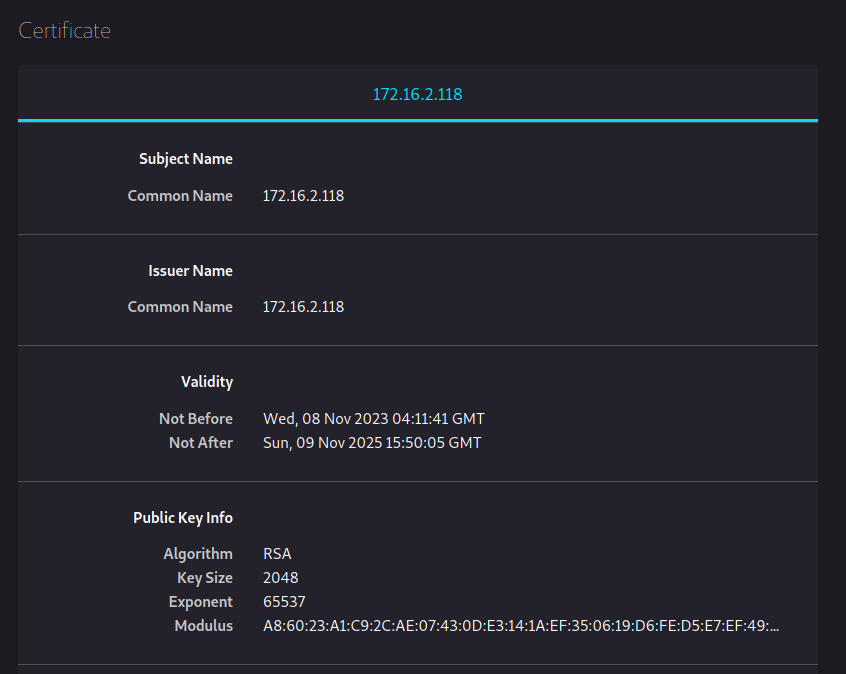 Certificate
172.16.2.118
Subject Name
Common Name 172.16.2.118
Issuer Name
Common Name 172.16.2.118
Validity
Not Before Wed, 08 Nov 2023 04:11:41 GMT
Not After Sun, 09 Nov 2025 15:50:05 GMT
Public Key Info
Algorithm RSA
Key Size 2048
Exponent 65537
Modulus A8:60:23:A1:C9:2C:AE:07:43:0D:E3:14:1A:EF:35:06:19:D6:FE:D5:E7:EF:49:...